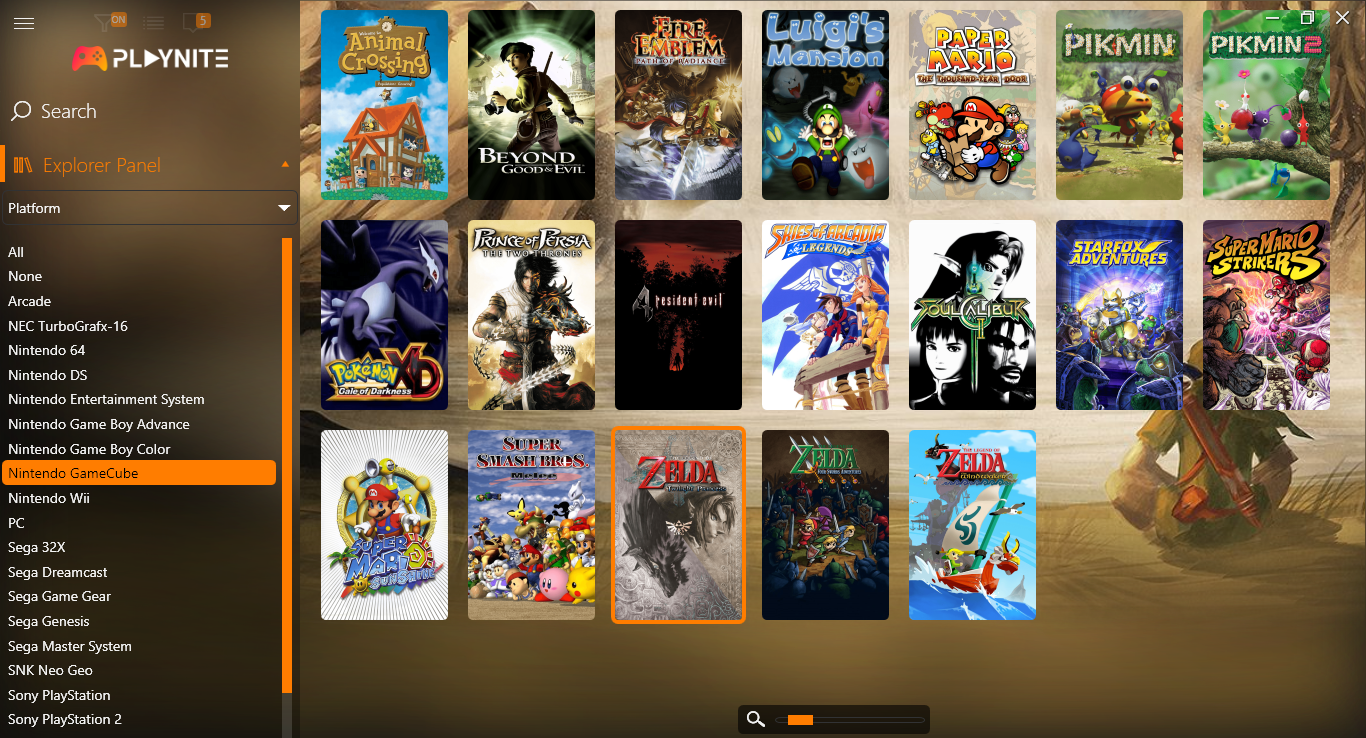 ON
5
PLAYNITE
Search
Explorer Panel
Platform
All
None
Arcade
NEC TurboGrafx-16
Nintendo 64
Nintendo DS
Nintendo Entertainment System
Nintendo Game Boy Advance
Nintendo Game Boy Color
Nintendo GameCube
Nintendo Wii
PC
Sega 32X
Sega Dreamcast
Sega Game Gear
Sega Genesis
Sega Master System
SNK Neo Geo
Sony PlayStation
Sony PlayStation 2
Welcome to
Animal
Crossing
BEYOND
GOOD & EVIL
FIRE
EMBLEM
PATH OF RADIANCE
Luigi's
Mansion
PAPER
MARIO
THE THOUSAND-YEAR DOOR
PIKMIN
PIKMIN 2
POKéMON XD
Gale of Darkness
PRINCE OF PERSIA
THE TWO THRONES
4 resident evil
SKIES OF ARCADIA
LEGENDS
SOULCALIBUR
II
STARFOX
ADVENTURES
SUPER MARIO
STRIKERS
SUPER
MARIO
SUNSHINE
SUPER
SMASH BROS.
Melee
ZELDA
Twilight Princess
ZELDA
FOUR SWORDS ADVENTURES
THE LEGEND OF
ZELDA